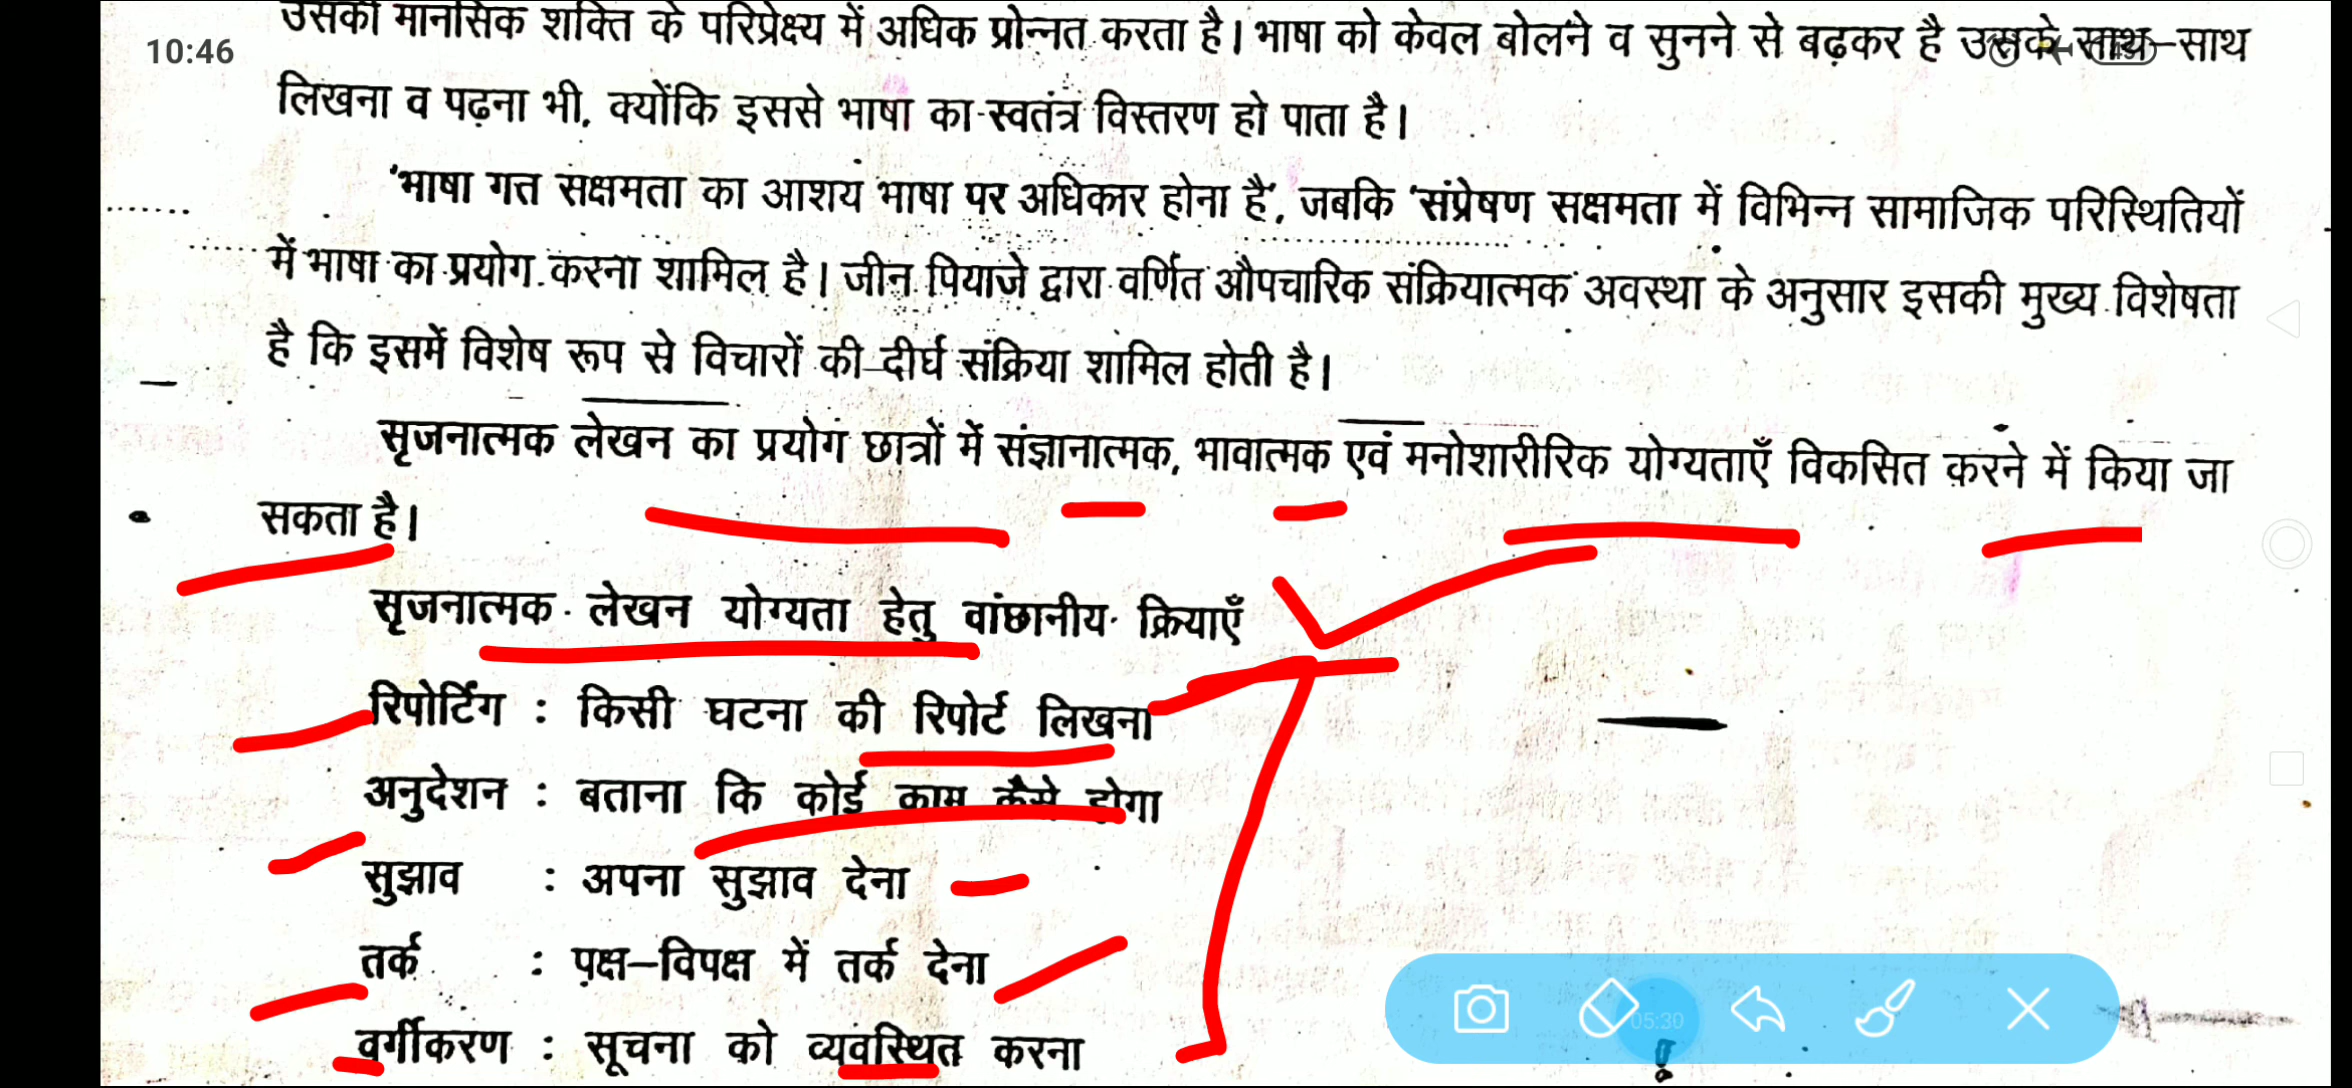 उसकी मानसिक शक्ति के परिप्रेक्ष्य में अधिक प्रोन्नत करता है। भाषा को केवल बोलने व सुनने से बढ़कर है उसके साथ–साथ
10:46
लिखना व पढ़ना भी, क्योंकि इससे भाषा का स्वतंत्र विस्तरण हो पाता है।
'भाषा गत्त सक्षमता का आशय भाषा पर अधिकार होना है', जबकि 'संप्रेषण सक्षमता में विभिन्न सामाजिक परिस्थितियों
में भाषा का प्रयोग करना शामिल है। जीन पियाजे द्वारा वर्णित औपचारिक संक्रियात्मक अवस्था के अनुसार इसकी मुख्य विशेषता
है कि इसमें विशेष रूप से विचारों की दीर्घ संक्रिया शामिल होती है।
सृजनात्मक लेखन का प्रयोग छात्रों में संज्ञानात्मक, भावात्मक एवं मनोशारीरिक योग्यताएँ विकसित करने में किया जा
सकता है।
सृजनात्मक लेखन योग्यता हेतु वांछानीय क्रियाएँ
रिपोर्टिंग : किसी घटना की रिपोर्ट लिखना
अनुदेशन : बताना कि कोई काम कैसे होगा
सुझाव : अपना सुझाव देना
तर्क : पक्ष–विपक्ष में तर्क देना
वर्गीकरण : सूचना को व्यवस्थित करना
05:30